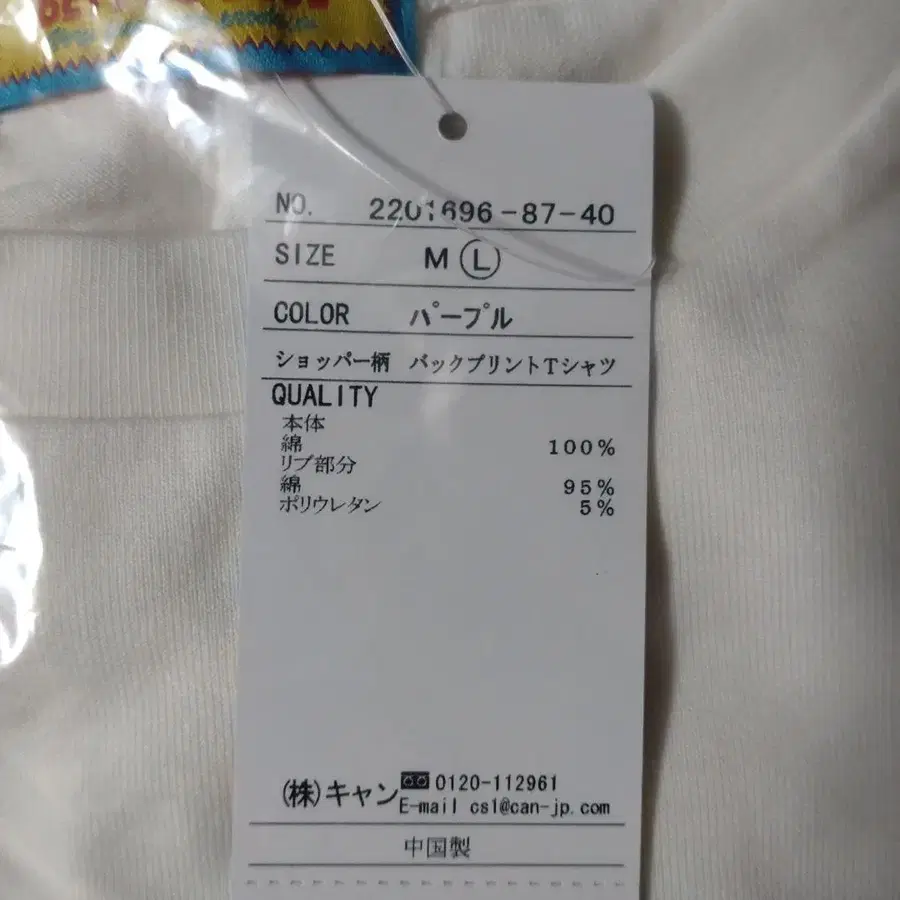 NO. 2201696-87-40
SIZE M L
COLOR パープル
ショッパー柄 バックプリントTシャツ
QUALITY
本体
綿 100%
リブ部分
綿 95%
ポリウレタン 5%
(株)キャン 0120-112961
E-mail cs1@can-jp.com
中国製